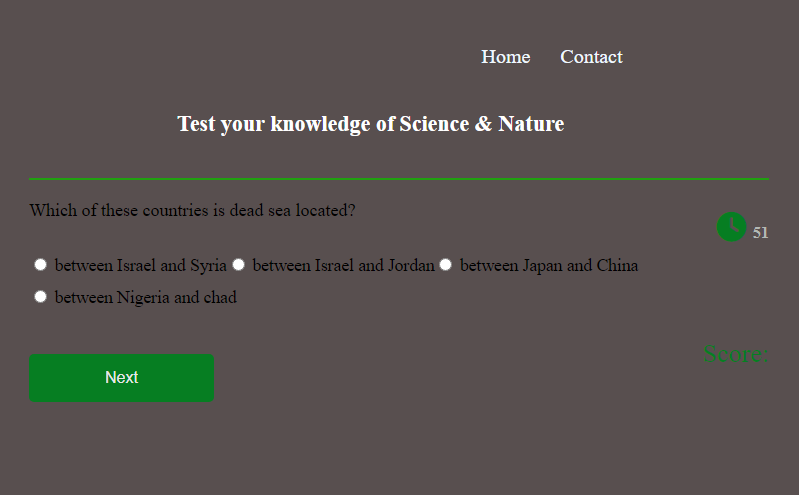 Home Contact
Test your knowledge of Science & Nature
Which of these countries is dead sea located?
51
between Israel and Syria between Israel and Jordan between Japan and China
between Nigeria and chad
Score:
Next